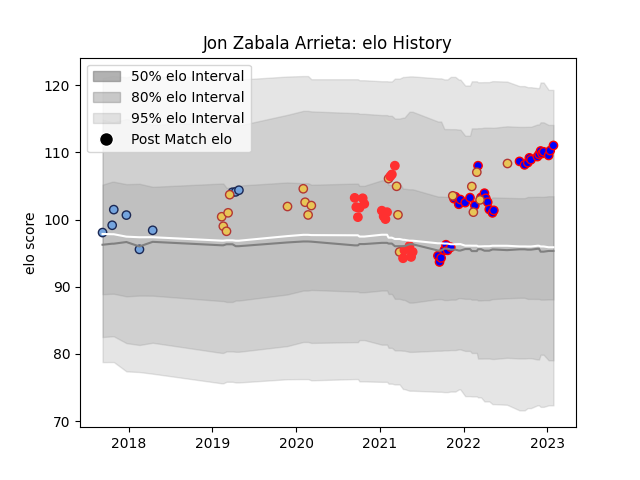 Jon Zabala Arrieta: elo History
50% elo Interval
80% elo Interval
95% elo Interval
Post Match elo
elo score
120
110
100
90
80
70
2018 2019 2020 2021 2022 2023